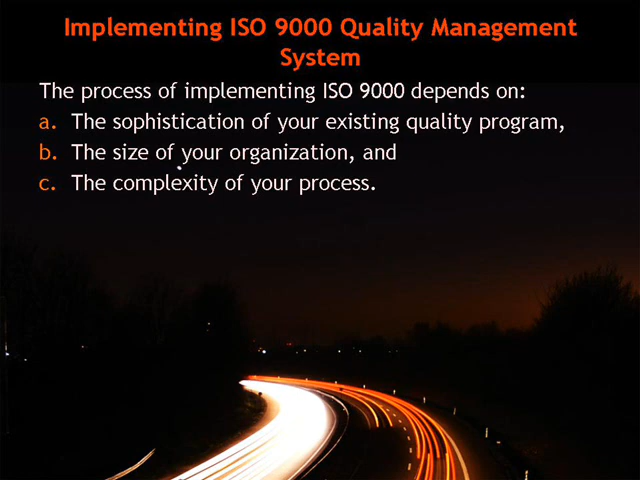 Implementing ISO 9000 Quality Management
System
The process of implementing ISO 9000 depends on:
a. The sophistication of your existing quality program,
b. The size of your organization, and
c. The complexity of your process.